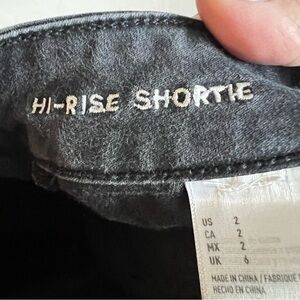 HI-RISE SHORTIE
US 2
CA 2
MX 2
UK 6
MADE IN CHINA / FABRIQUÉ
HECHO EN CHINA